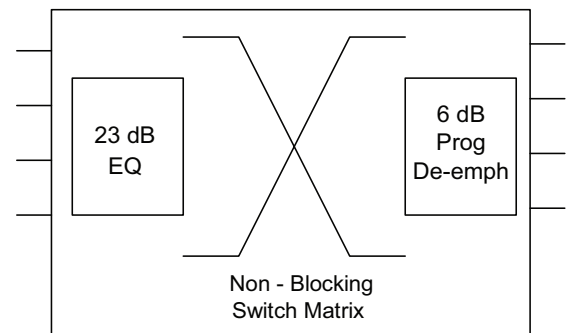 23 dB
EQ
6 dB
Prog
De-emph
Non - Blocking
Switch Matrix